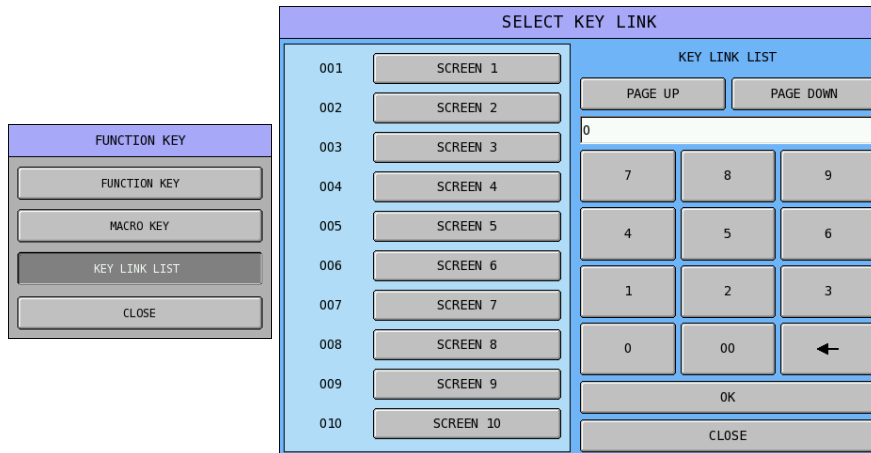 FUNCTION KEY
FUNCTION KEY
MACRO KEY
KEY LINK LIST
CLOSE
SELECT KEY LINK
001 SCREEN 1
002 SCREEN 2
003 SCREEN 3
004 SCREEN 4
005 SCREEN 5
006 SCREEN 6
007 SCREEN 7
008 SCREEN 8
009 SCREEN 9
010 SCREEN 10
KEY LINK LIST
PAGE UP PAGE DOWN
0
7 8 9
4 5 6
1 2 3
0 00
OK
CLOSE